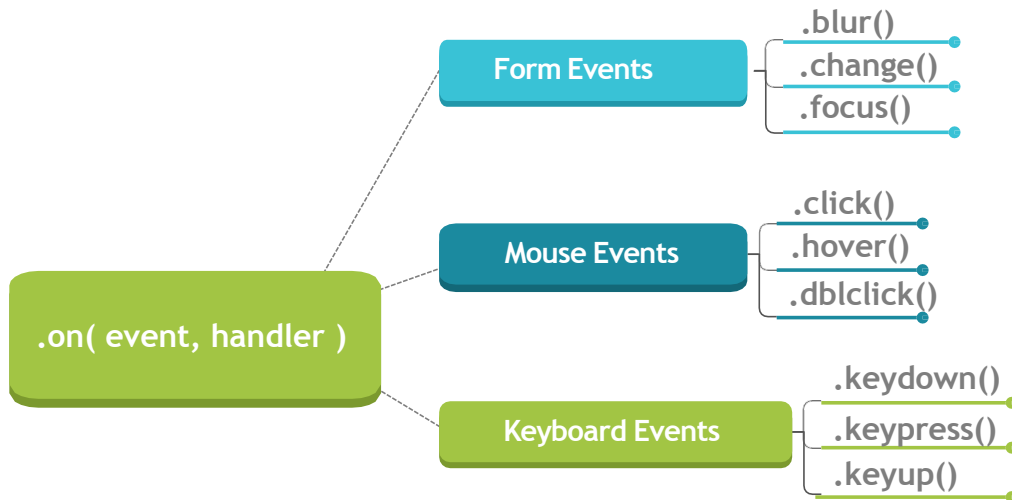 .on( event, handler )
Form Events
.blur()
.change()
.focus()
Mouse Events
.click()
.hover()
.dblclick()
Keyboard Events
.keydown()
.keypress()
.keyup()